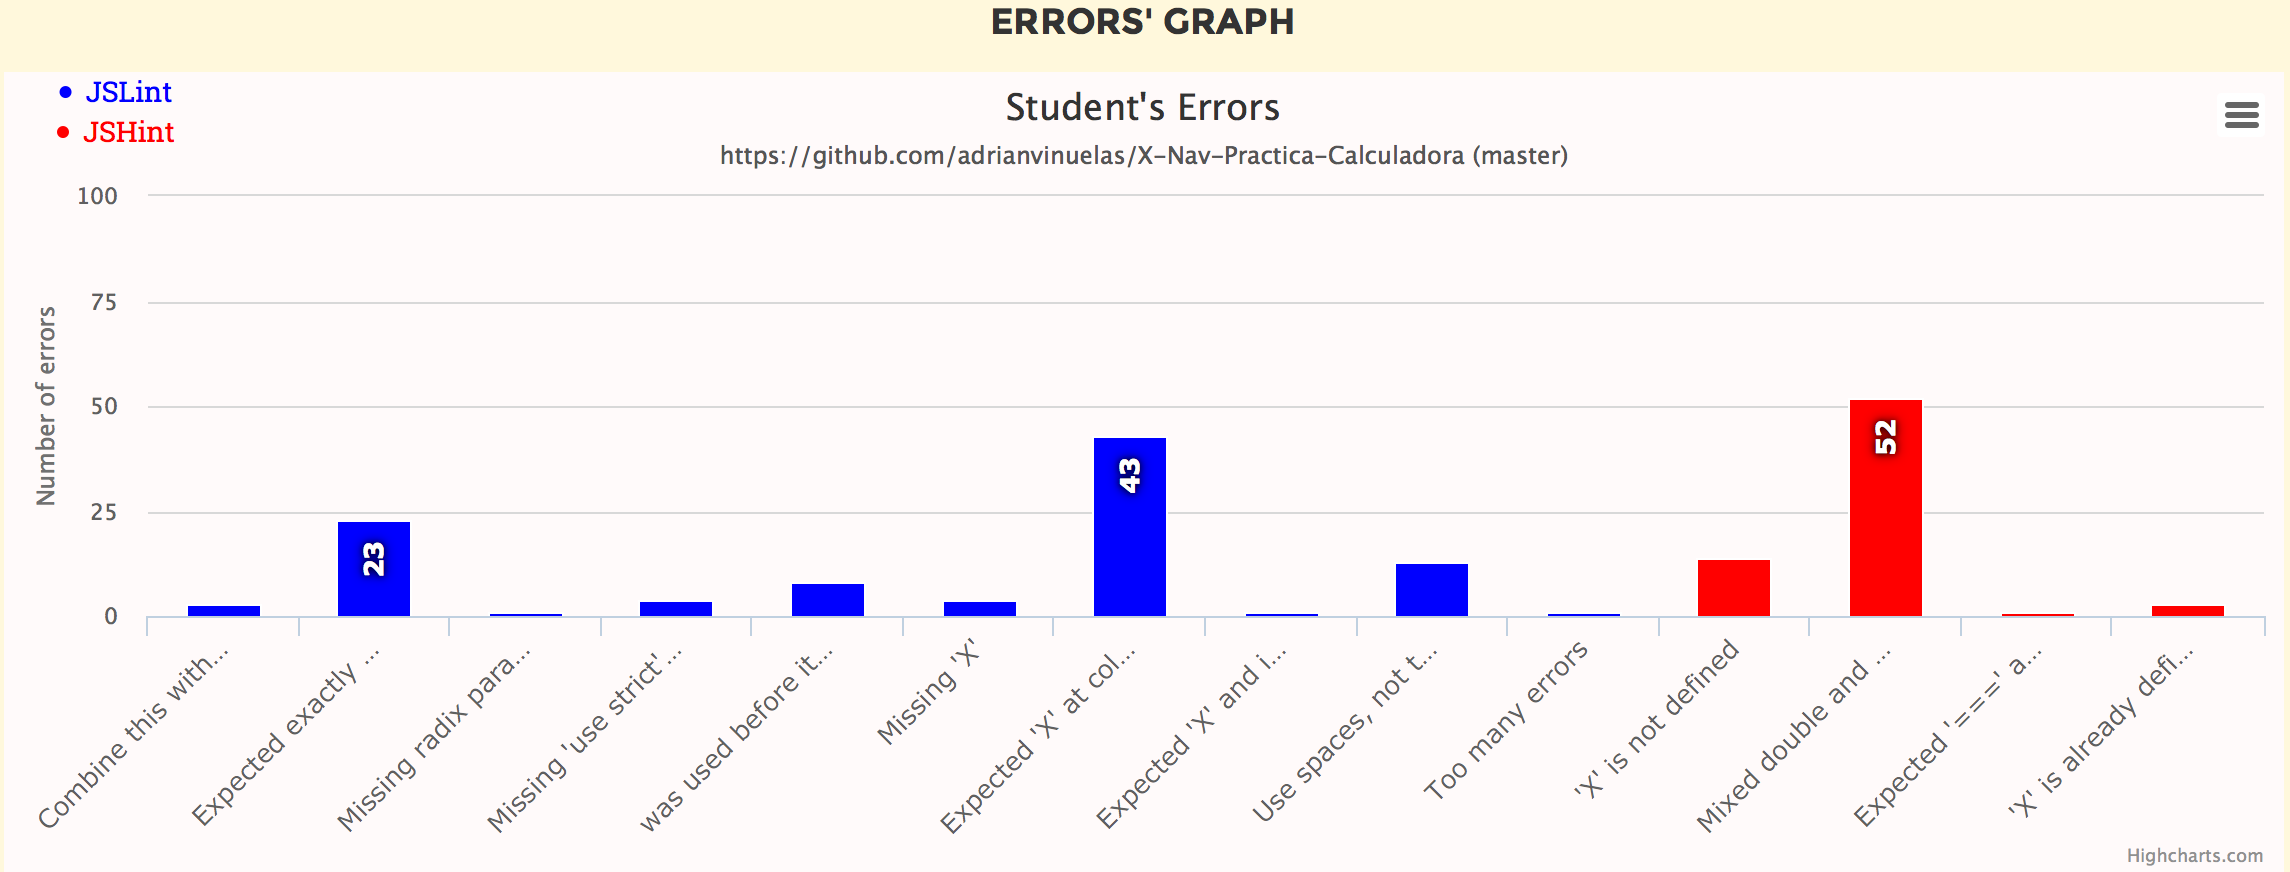 ERRORS' GRAPH
JSLint
JSHint
Student's Errors
https://github.com/adrianvinuelas/X-Nav-Practica-Calculadora (master)
Number of errors
100
75
50
25
0
23
43
52
Combine this with...
Expected exactly ...
Missing radix para...
Missing 'use strict' ...
was used before it...
Missing 'X'
Expected 'X' at col...
Expected 'X' and i...
Use spaces, not t...
Too many errors
'X' is not defined
Mixed double and ...
Expected '===' a...
'X' is already defi...
Highcharts.com